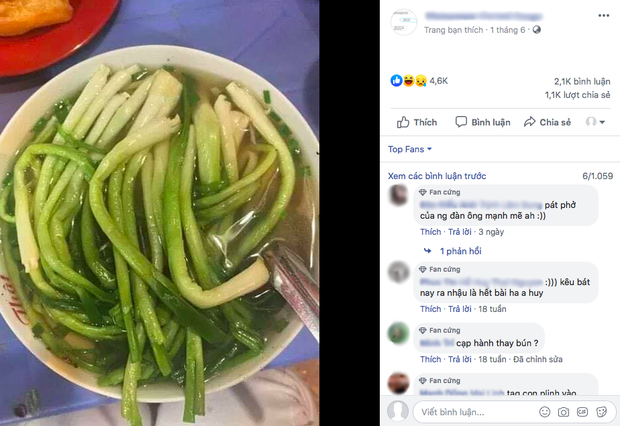 Trang bạn thích · 1 tháng 6 ·
4,6K
2,1K bình luận
1,1K lượt chia sẻ
Thích
Bình luận
Chia sẻ
Top Fans
Xem các bình luận trước
6/1.059
Fan cứng
pát phở
của ng đàn ông mạnh mẽ ah :))
Thích · Trả lời · 3 ngày
1 phản hồi
Fan cứng
:))) kêu bát
nay ra nhậu là hết bài ha a huy
Thích · Trả lời · 18 tuần
Fan cứng
cạp hành thay bún ?
Thích · Trả lời · 18 tuần · Đã chỉnh sửa
Fan cứng
Viết bình luận...
GIF